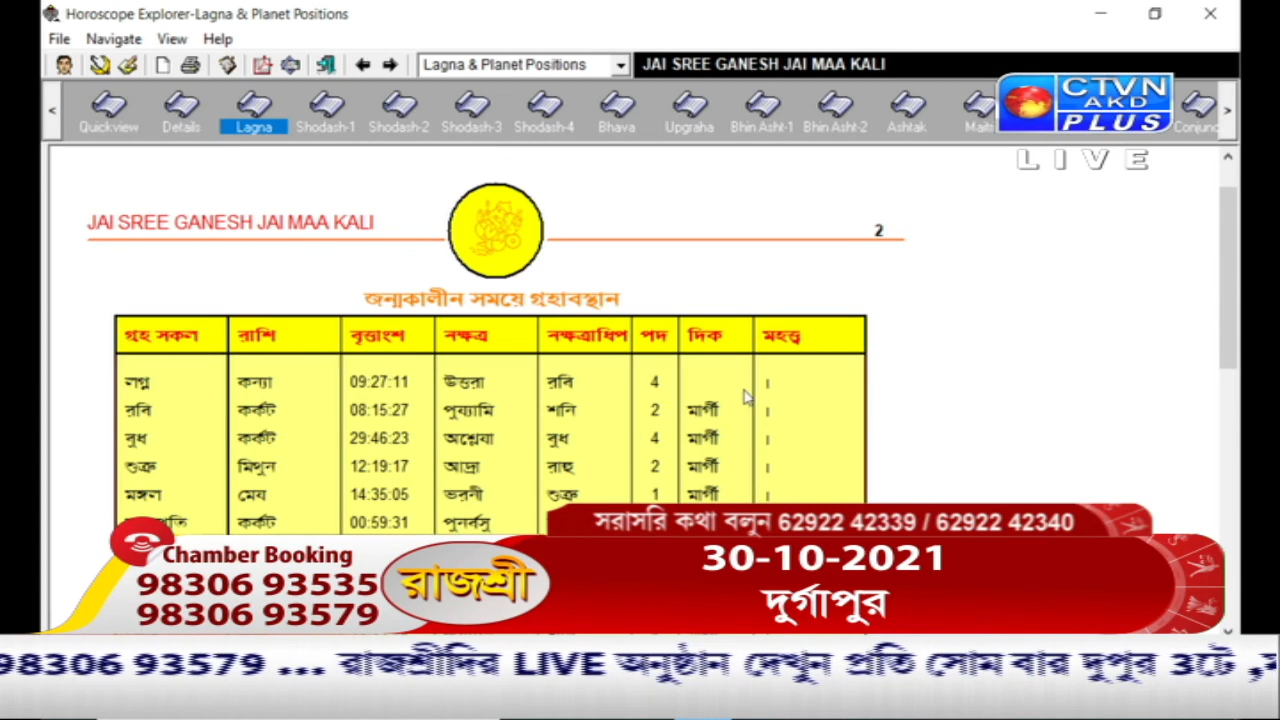 Horoscope Explorer-Lagna & Planet Positions
File Navigate View Help
Lagna & Planet Positions JAI SREE GANESH JAI MAA KALI
Quickview Details Lagna Shodash-1 Shodash-2 Shodash-3 Shodash-4 Bhava Upgraha Bhin Asht-1 Bhin Asht-2 Ashtak
CTVN
AKD
PLUS
LIVE
JAI SREE GANESH JAI MAA KALI 2
জন্মকালীন সময়ে গ্রহাবস্থান
গ্রহ সকল রাশি বৃত্তাংশ নক্ষত্র নক্ষত্রাধিপ পদ দিক মহত্ত্ব
লগ্ন কন্যা 09:27:11 উত্তরা রবি 4 ।
রবি কর্কট 08:15:27 পুয্যামি শনি 2 মার্গী ।
বুধ কর্কট 29:46:23 অশ্লেষা বুধ 4 মার্গী ।
শুক্র মিথুন 12:19:17 আদ্রা রাহু 2 মার্গী ।
মঙ্গল মেষ 14:35:05 ভরনী শুক্র 1 মার্গী ।
কর্কট 00:59:31 পুনর্বসু
সরাসরি কথা বলুন 62922 42339 / 62922 42340
Chamber Booking
98306 93535
98306 93579
রাজশ্রী
30-10-2021
দুর্গাপুর
98306 93579 ... রাজশ্রীদির LIVE অনুষ্ঠান দেখুন প্রতি সোম বার দুপুর 3টে ,